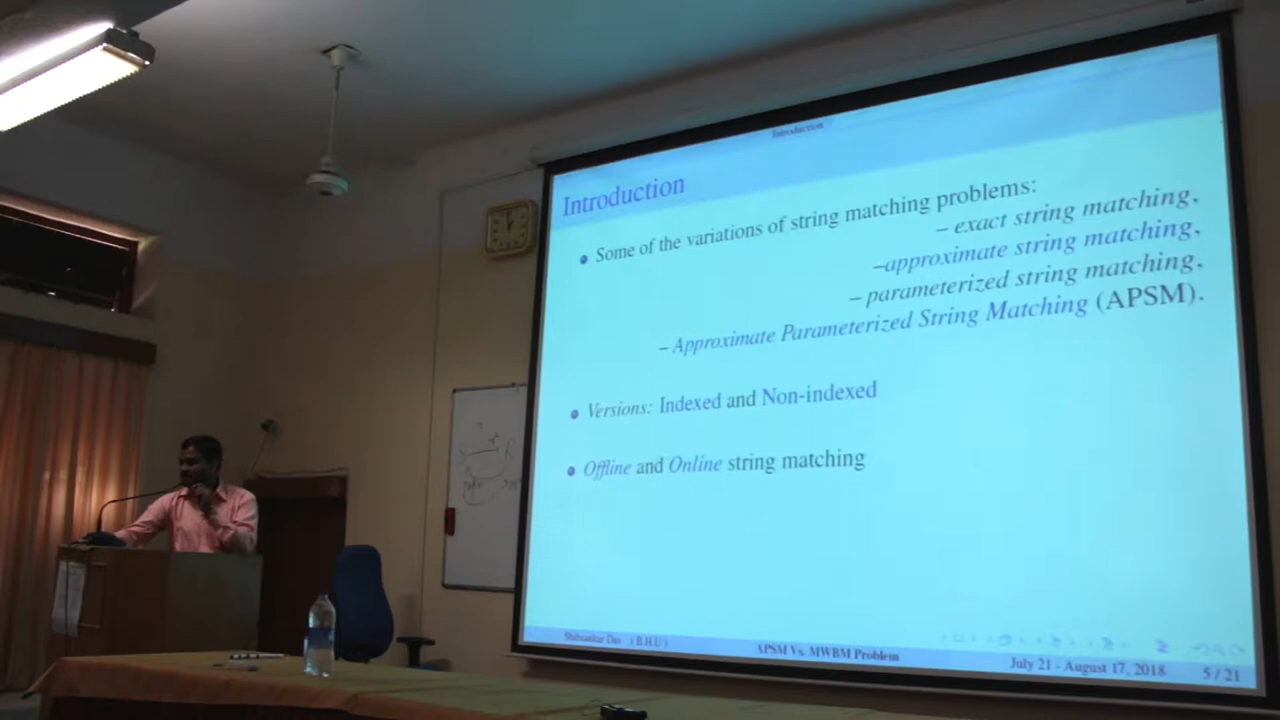 Introduction
Introduction
Some of the variations of string matching problems:
– exact string matching,
–approximate string matching,
– parameterized string matching,
– Approximate Parameterized String Matching (APSM).
Versions: Indexed and Non-indexed
Offline and Online string matching
Shibsankar Das (B.H.U) APSM Vs. MWBM Problem July 21 - August 17, 2018 5 / 21